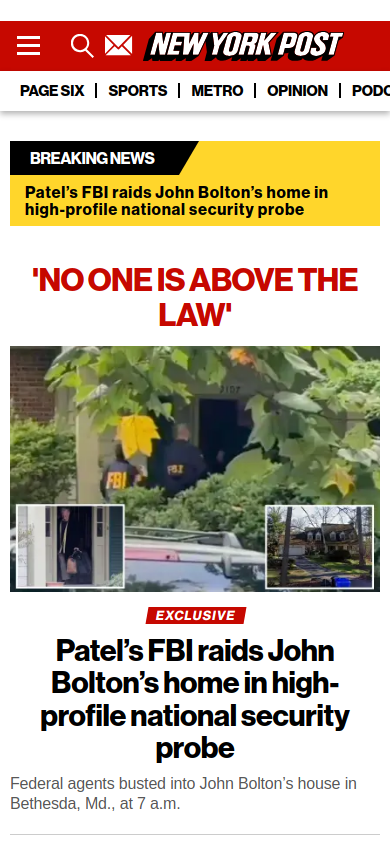 NEW YORK POST
PAGE SIX
SPORTS
METRO
OPINION
PODC
BREAKING NEWS
Patel’s FBI raids John Bolton’s home in
high-profile national security probe
'NO ONE IS ABOVE THE
LAW'
2107
FBI
FBI
EXCLUSIVE
Patel’s FBI raids John
Bolton’s home in high-
profile national security
probe
Federal agents busted into John Bolton’s house in
Bethesda, Md., at 7 a.m.